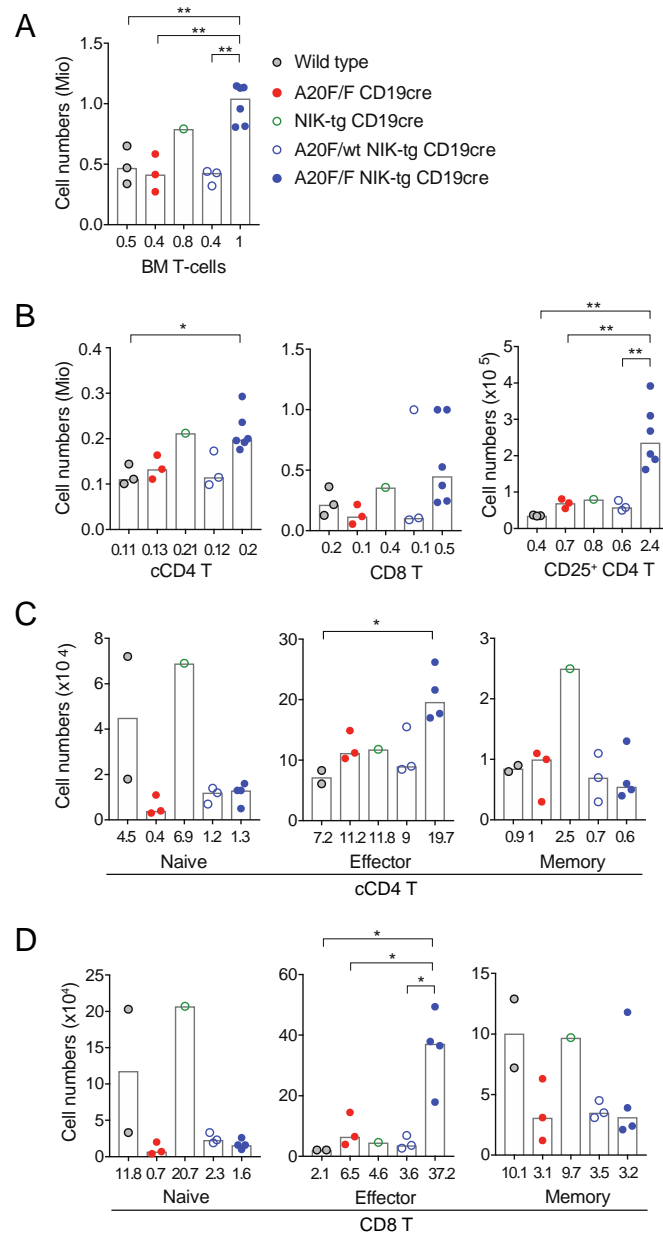 A
Cell numbers (Mio)
1.5
1.0
0.5
0.0
** 
**
**
0.5 0.4 0.8 0.4 1
BM T-cells
Wild type
A20F/F CD19cre
NIK-tg CD19cre
A20F/wt NIK-tg CD19cre
A20F/F NIK-tg CD19cre
B
Cell numbers (Mio)
0.4
0.3
0.2
0.1
0.0
*
0.11 0.13 0.21 0.12 0.2
cCD4 T
1.5
1.0
0.5
0.0
0.2 0.1 0.4 0.1 0.5
CD8 T
Cell numbers (x10 5)
5
4
3
2
1
0
**
**
**
0.4 0.7 0.8 0.6 2.4
CD25+ CD4 T
C
Cell numbers (x10 4)
8
6
4
2
0
4.5 0.4 6.9 1.2 1.3
Naive
30
20
10
0
*
7.2 11.2 11.8 9 19.7
Effector
3
2
1
0
0.9 1 2.5 0.7 0.6
Memory
cCD4 T
D
Cell numbers (x10⁴)
25
20
15
10
5
0
11.8 0.7 20.7 2.3 1.6
Naive
60
40
20
0
*
*
*
2.1 6.5 4.6 3.6 37.2
Effector
15
10
5
0
10.1 3.1 9.7 3.5 3.2
Memory
CD8 T